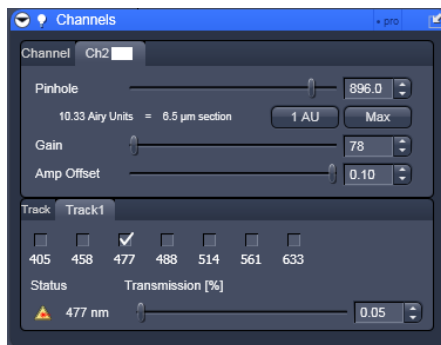 Channels
pro
Channel Ch2
Pinhole 896.0
10.33 Airy Units = 6.5 µm section 1 AU Max
Gain 78
Amp Offset 0.10
Track Track1
405 458 477 488 514 561 633
Status Transmission [%]
477 nm 0.05